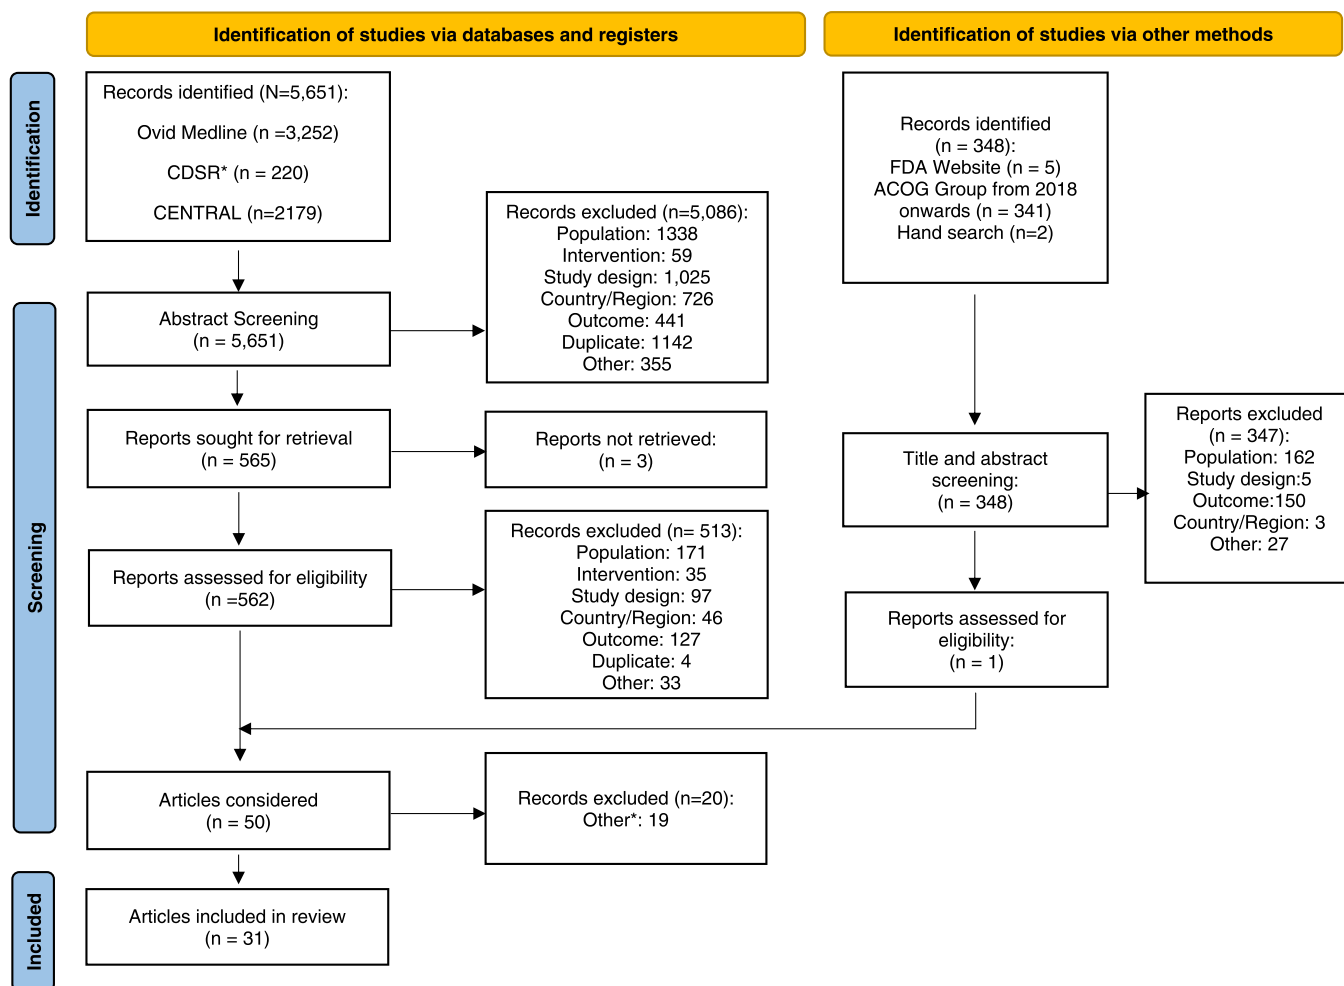 Identification of studies via databases and registers
Identification of studies via other methods
Identification
Records identified (N=5,651):
Ovid Medline (n =3,252)
CDSR* (n = 220)
CENTRAL (n=2179)
Records identified
(n = 348):
FDA Website (n = 5)
ACOG Group from 2018
onwards (n = 341)
Hand search (n=2)
Records excluded (n=5,086):
Population: 1338
Intervention: 59
Study design: 1,025
Country/Region: 726
Outcome: 441
Duplicate: 1142
Other: 355
Screening
Abstract Screening
(n = 5,651)
Reports sought for retrieval
(n = 565)
Reports not retrieved:
(n = 3)
Title and abstract
screening:
(n = 348)
Reports excluded
(n = 347):
Population: 162
Study design:5
Outcome:150
Country/Region: 3
Other: 27
Reports assessed for eligibility
(n =562)
Records excluded (n= 513):
Population: 171
Intervention: 35
Study design: 97
Country/Region: 46
Outcome: 127
Duplicate: 4
Other: 33
Reports assessed for
eligibility:
(n = 1)
Articles considered
(n = 50)
Records excluded (n=20):
Other*: 19
Included
Articles included in review
(n = 31)